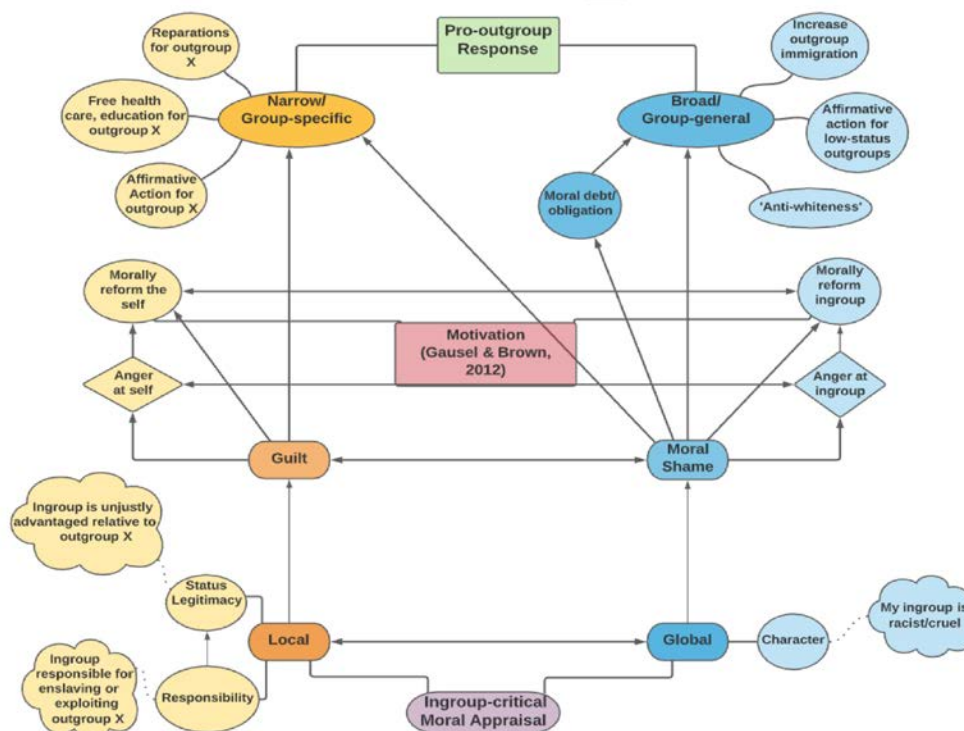 Reparations
for outgroup
X
Pro-outgroup
Response
Increase
outgroup
immigration
Free health
care, education for
outgroup X
Narrow/
Group-specific
Broad/
Group-general
Affirmative
action for
low-status
outgroups
Affirmative
Action for
outgroup X
Moral debt/
obligation
'Anti-whiteness'
Morally
reform the
self
Morally
reform
ingroup
Motivation
(Gausel & Brown,
2012)
Anger
at self
Anger at
ingroup
Guilt
Moral
Shame
Ingroup is unjustly
advantaged relative to
outgroup X
Status
Legitimacy
Local
Global
Character
My ingroup is
racist/cruel
Ingroup
responsible for
enslaving or
exploiting
outgroup X
Responsibility
Ingroup-critical
Moral Appraisal